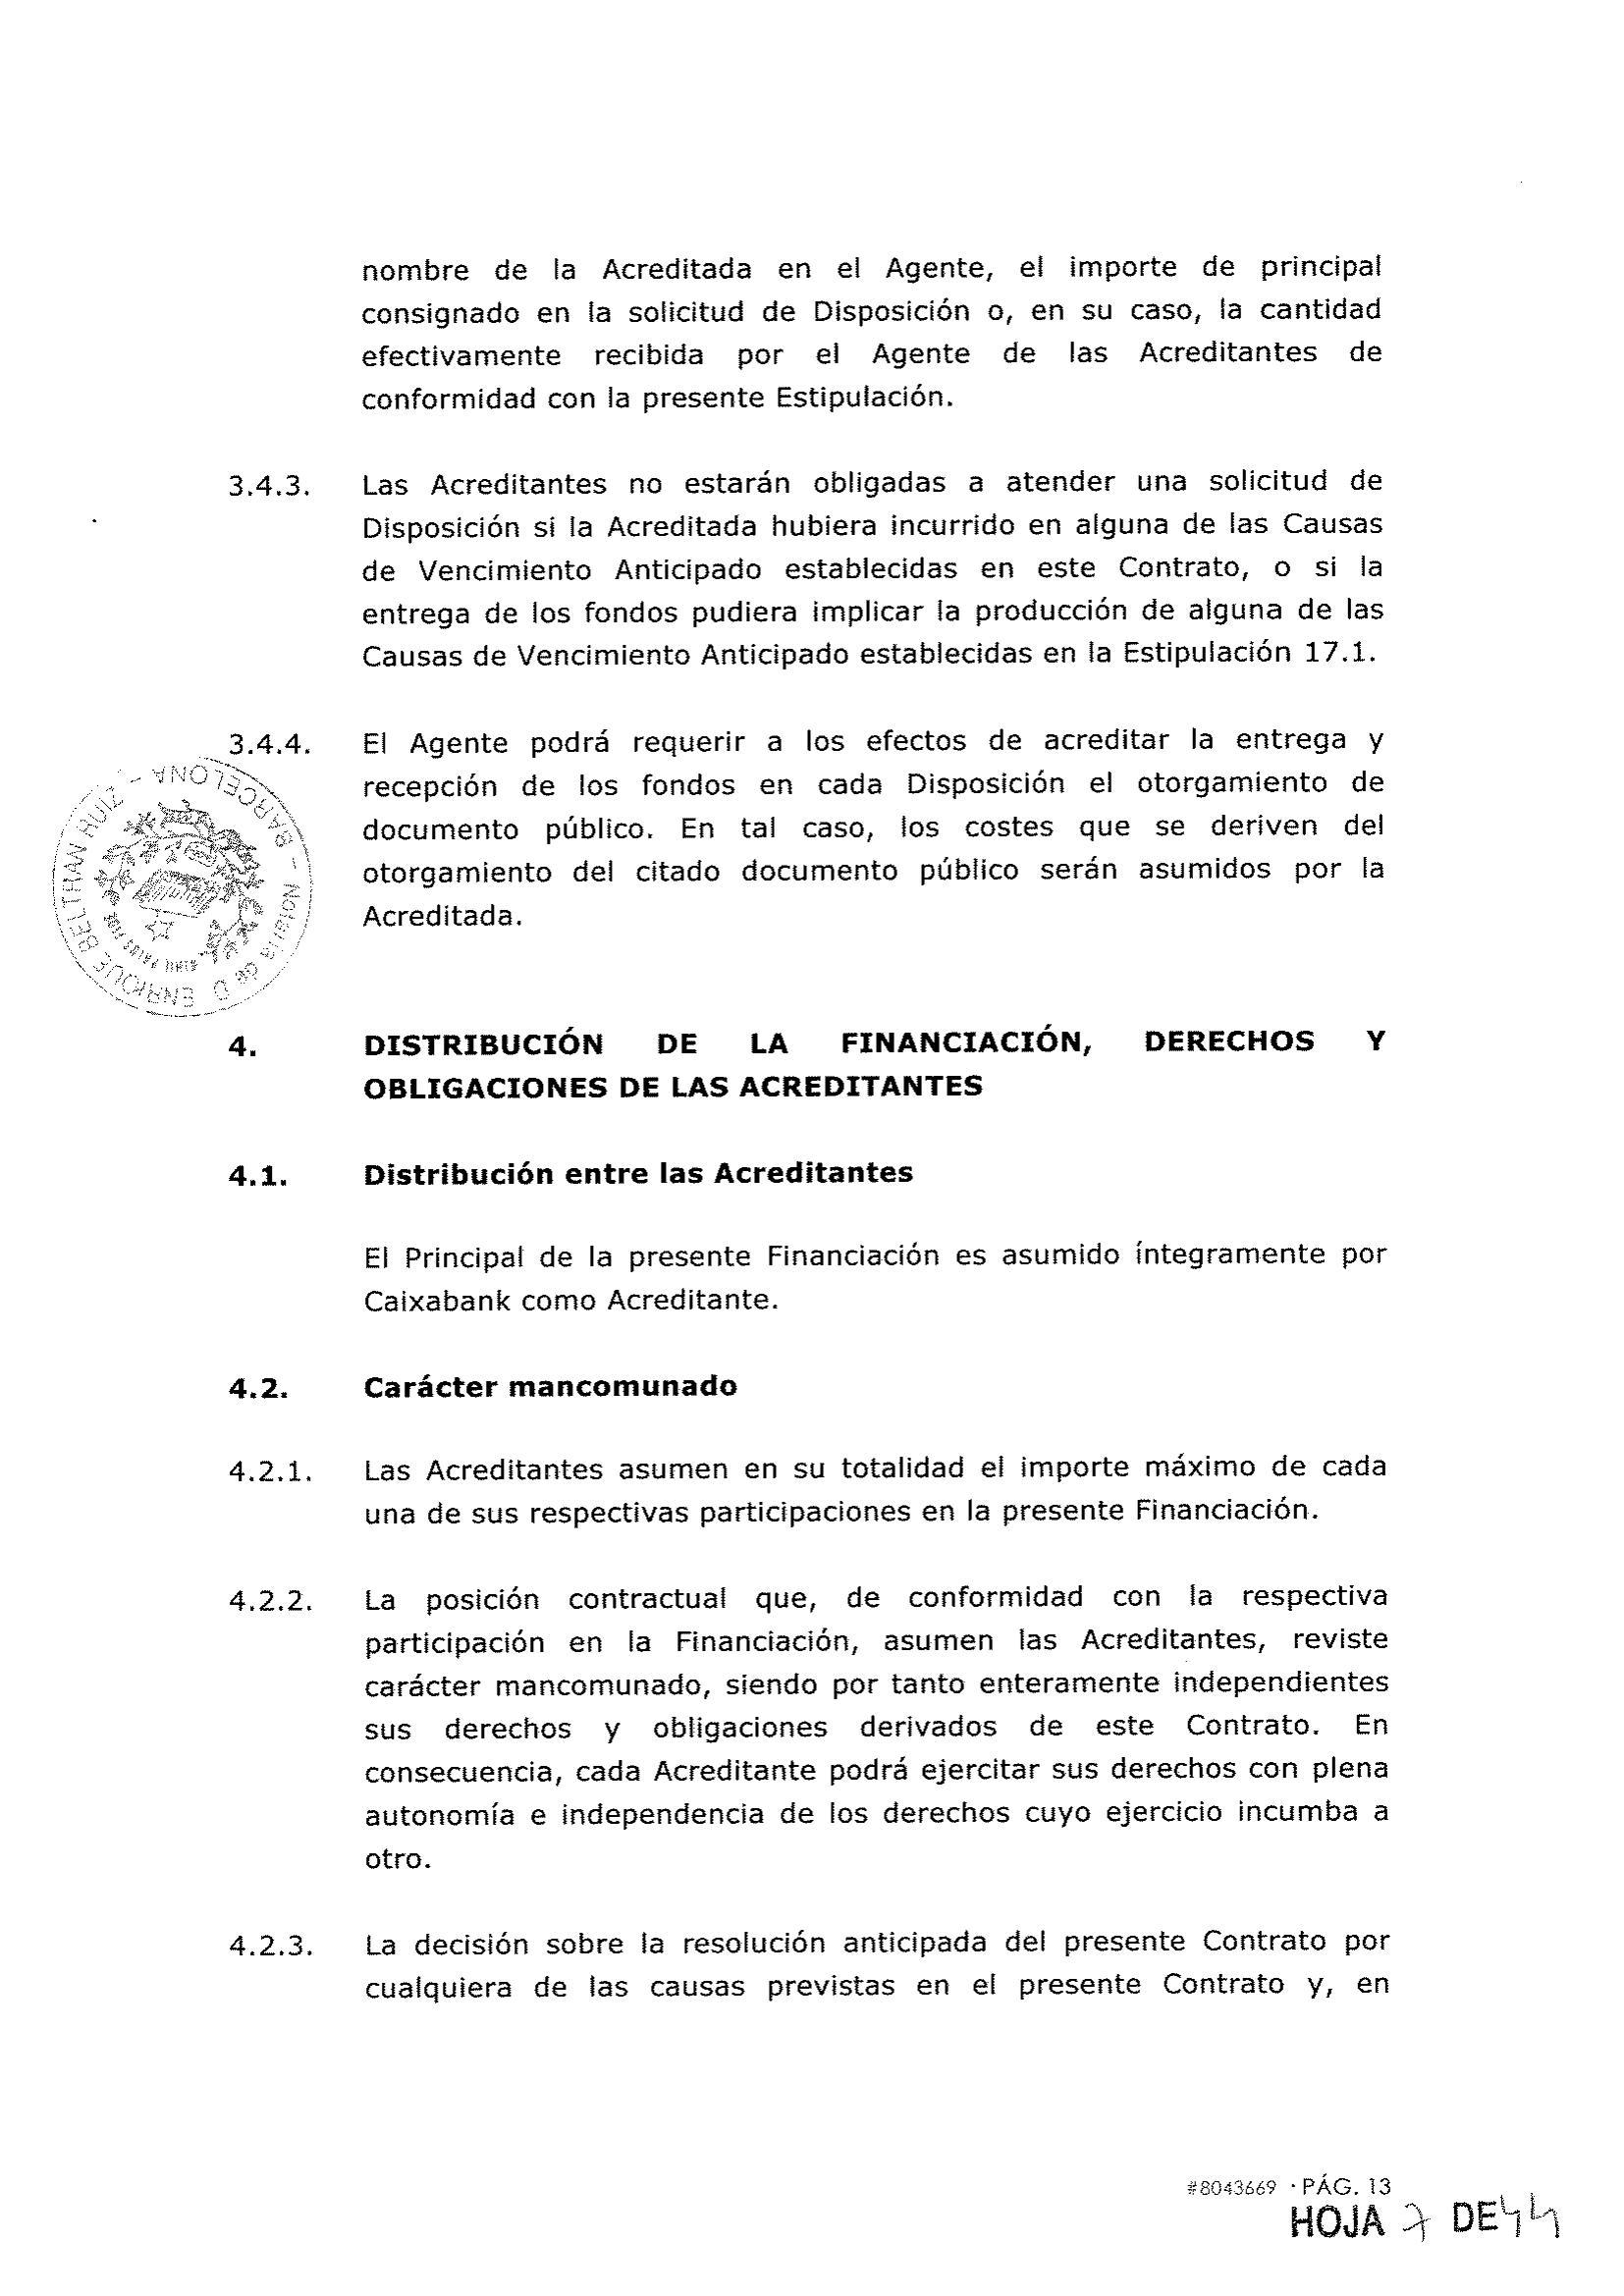 nombre de la Acreditada en el Agente, el importe de principal
consignado en la solicitud de Disposición o, en su caso, la cantidad
efectivamente recibida por el Agente de las Acreditantes de
conformidad con la presente Estipulación.
3.4.3. Las Acreditantes no estarán obligadas a atender una solicitud de
Disposición si la Acreditada hubiera incurrido en alguna de las Causas
de Vencimiento Anticipado establecidas en este Contrato, o si la
entrega de los fondos pudiera implicar la producción de alguna de las
Causas de Vencimiento Anticipado establecidas en la Estipulación 17.1.
3.4.4. El Agente podrá requerir a los efectos de acreditar la entrega y
recepción de los fondos en cada Disposición el otorgamiento de
documento público. En tal caso, los costes que se deriven del
otorgamiento del citado documento público serán asumidos por la
Acreditada.
Notaria de D. ENRIQUE BELTRAN RUIZ - BARCELONA -
4. DISTRIBUCIÓN DE LA FINANCIACIÓN, DERECHOS Y
OBLIGACIONES DE LAS ACREDITANTES
4.1. Distribución entre las Acreditantes
El Principal de la presente Financiación es asumido íntegramente por
Caixabank como Acreditante.
4.2. Carácter mancomunado
4.2.1. Las Acreditantes asumen en su totalidad el importe máximo de cada
una de sus respectivas participaciones en la presente Financiación.
4.2.2. La posición contractual que, de conformidad con la respectiva
participación en la Financiación, asumen las Acreditantes, reviste
carácter mancomunado, siendo por tanto enteramente independientes
sus derechos y obligaciones derivados de este Contrato. En
consecuencia, cada Acreditante podrá ejercitar sus derechos con plena
autonomía e independencia de los derechos cuyo ejercicio incumba a
otro.
4.2.3. La decisión sobre la resolución anticipada del presente Contrato por
cualquiera de las causas previstas en el presente Contrato y, en
#8043669 · PÁG. 13
HOJA 7 DE 44